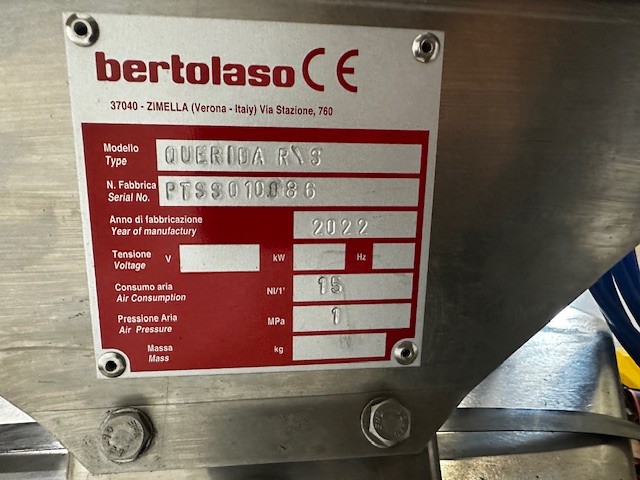 bertolaso CE
37040 - ZIMELLA (Verona - Italy) Via Stazione, 760
Modello
Type
QUERIDA R\S
N. Fabbrica
Serial No.
Anno di fabbricazione
Year of manufactury
2022
Tensione
Voltage
V
kW
Hz
Consumo aria
Air Consumption
Nl/1'
15
Pressione Aria
Air Pressure
MPa
1
Massa
Mass
kg